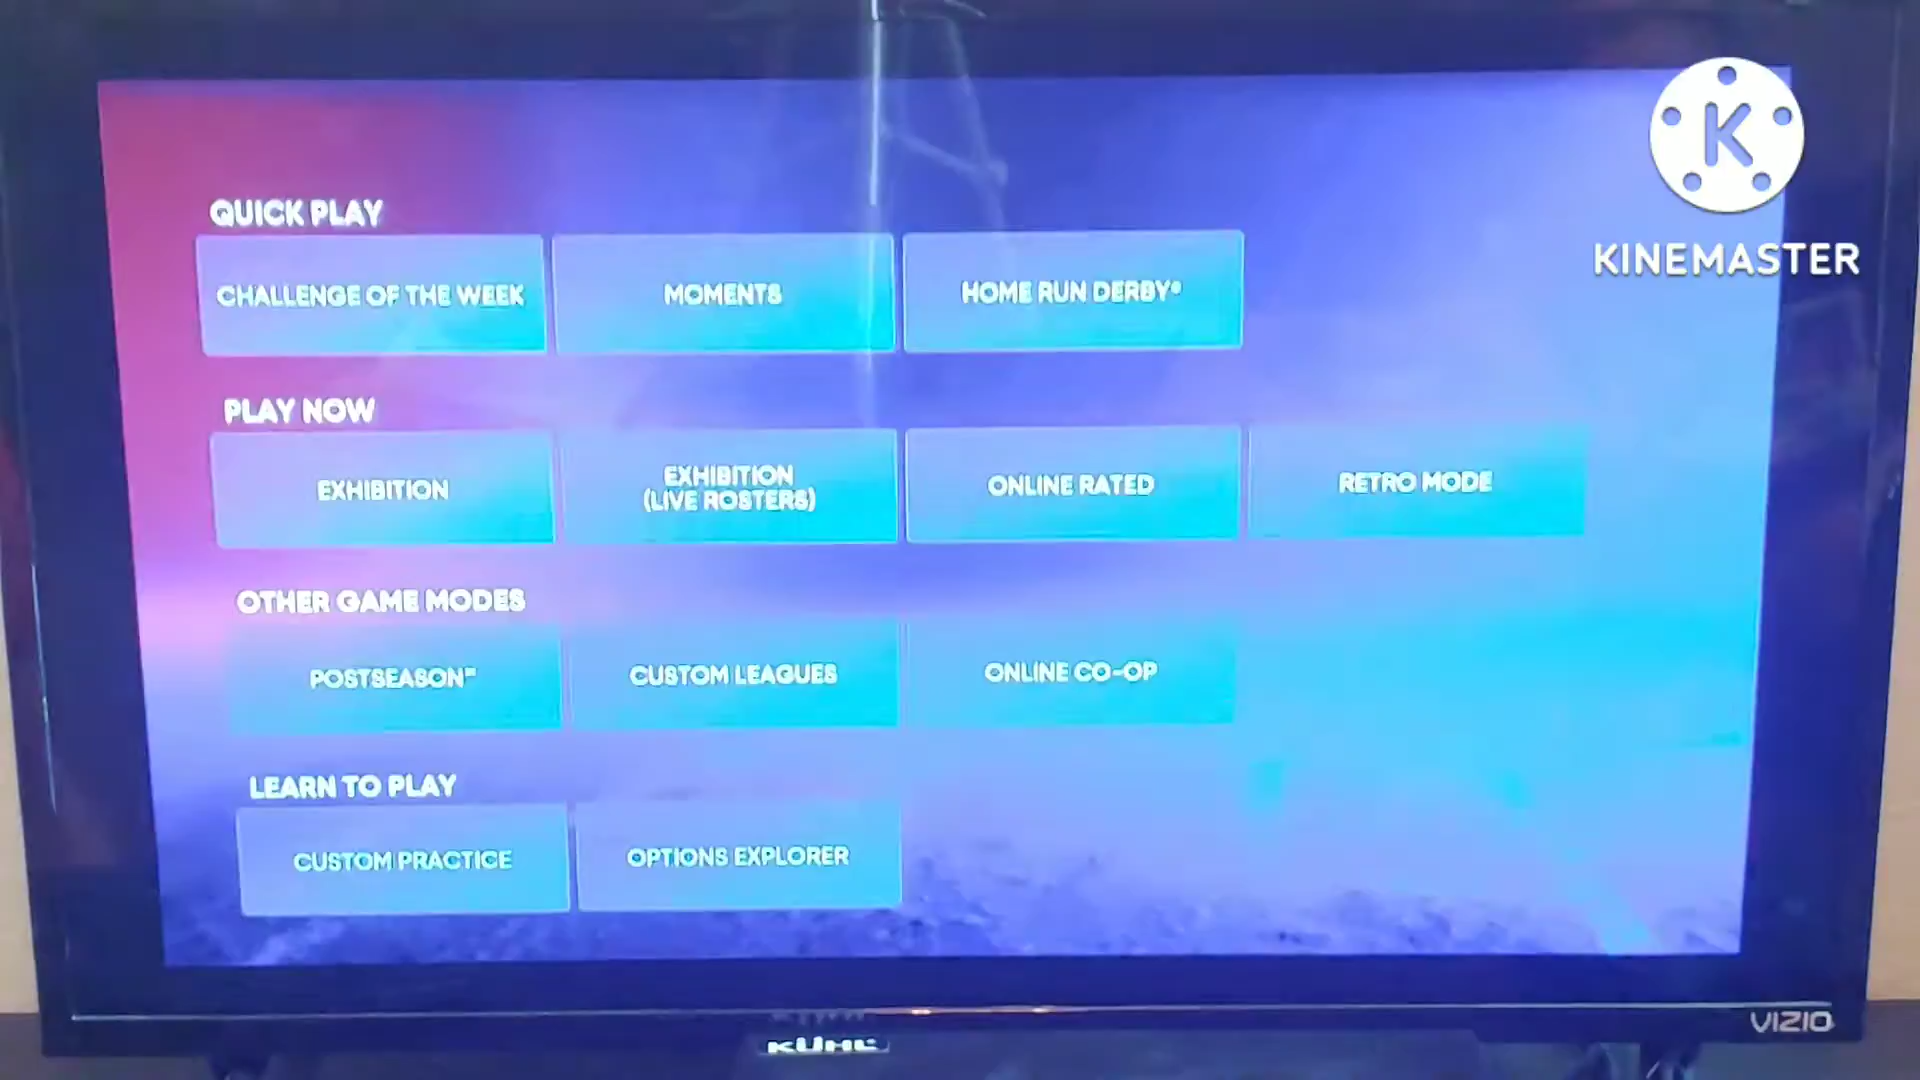 K
KINEMASTER
QUICK PLAY
CHALLENGE OF THE WEEK
MOMENTS
HOME RUN DERBY®
PLAY NOW
EXHIBITION
EXHIBITION
(LIVE ROSTERS)
ONLINE RATED
RETRO MODE
OTHER GAME MODES
POSTSEASON™
CUSTOM LEAGUES
ONLINE CO-OP
LEARN TO PLAY
CUSTOM PRACTICE
OPTIONS EXPLORER
VIZIO
KÜHL